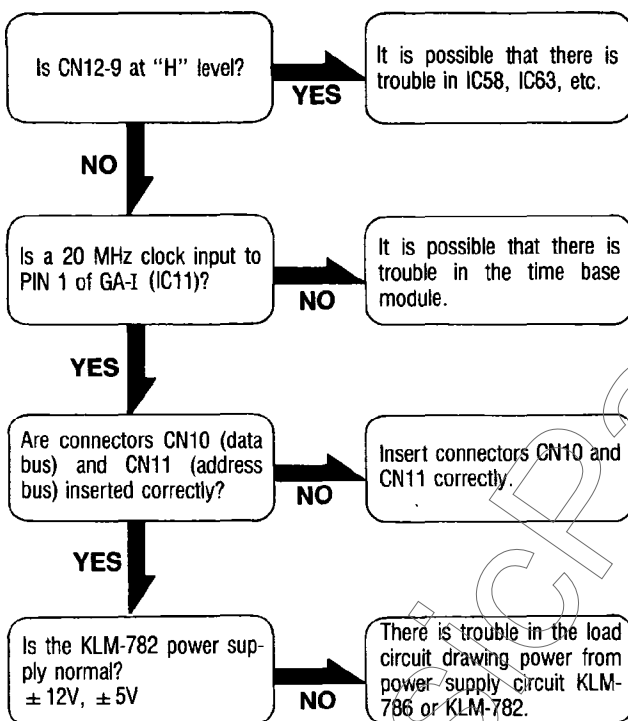 Is CN12-9 at “H” level?
YES
It is possible that there is
trouble in IC58, IC63, etc.
NO
Is a 20 MHz clock input to
PIN 1 of GA-I (IC11)?
NO
It is possible that there is
trouble in the time base
module.
YES
Are connectors CN10 (data
bus) and CN11 (address
bus) inserted correctly?
NO
Insert connectors CN10 and
CN11 correctly.
YES
Is the KLM-782 power sup-
ply normal?
± 12V, ± 5V
NO
There is trouble in the load
circuit drawing power from
power supply circuit KLM-
786 or KLM-782.